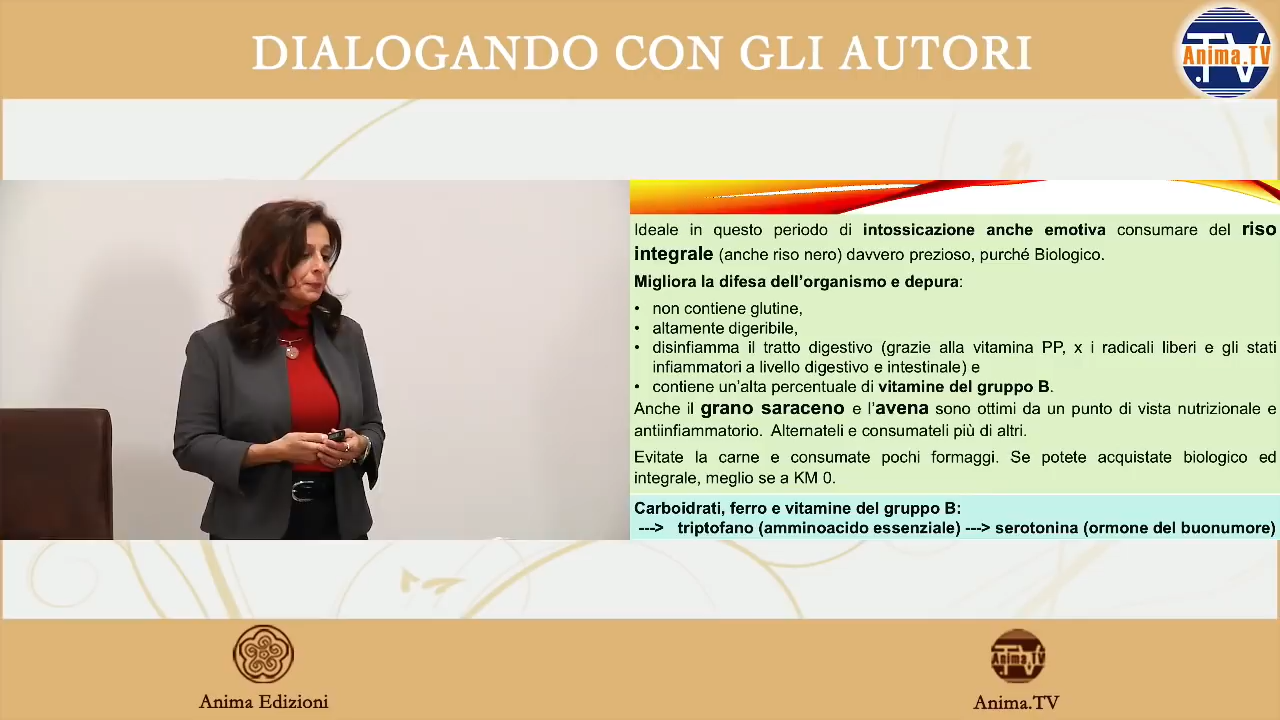 DIALOGANDO CON GLI AUTORI
Anima.TV
Ideale in questo periodo di intossicazione anche emotiva consumare del riso
integrale (anche riso nero) davvero prezioso, purché Biologico.
Migliora la difesa dell'organismo e depura:
• non contiene glutine,
• altamente digeribile,
• disinfiamma il tratto digestivo (grazie alla vitamina PP, x i radicali liberi e gli stati
infiammatori a livello digestivo e intestinale) e
• contiene un'alta percentuale di vitamine del gruppo B.
Anche il grano saraceno e l'avena sono ottimi da un punto di vista nutrizionale e
antiinfiammatorio. Alternateli e consumateli più di altri.
Evitate la carne e consumate pochi formaggi. Se potete acquistate biologico ed
integrale, meglio se a KM 0.
Carboidrati, ferro e vitamine del gruppo B:
---> triptofano (amminoacido essenziale) ---> serotonina (ormone del buonumore)
Anima Edizioni
Anima.TV
Anima.TV